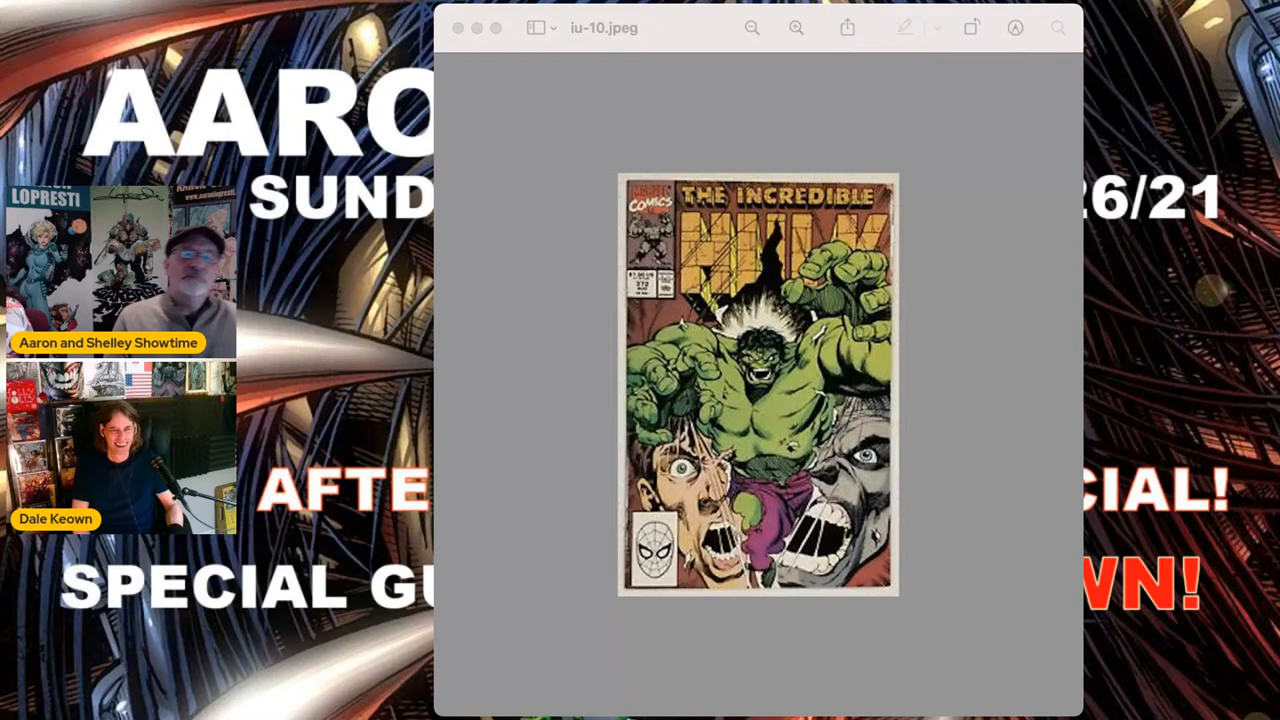 iu-10.jpeg
AARO
SUND
26/21
LOPRESTI
Aaron and Shelley Showtime
MARVEL
COMICS
THE INCREDIBLE
HULK
372
AFTE
CIAL!
Dale Keown
SPECIAL GU
WN!